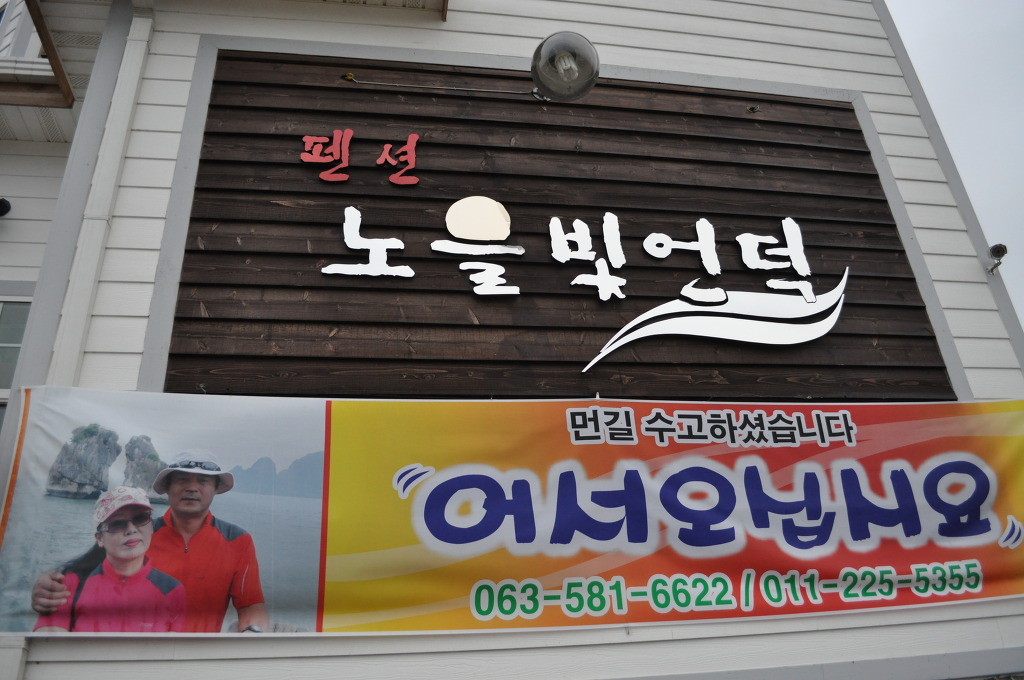 펜션
노을빛언덕
먼길 수고하셨습니다
어서오십시요
063-581-6622 / 011-225-5355